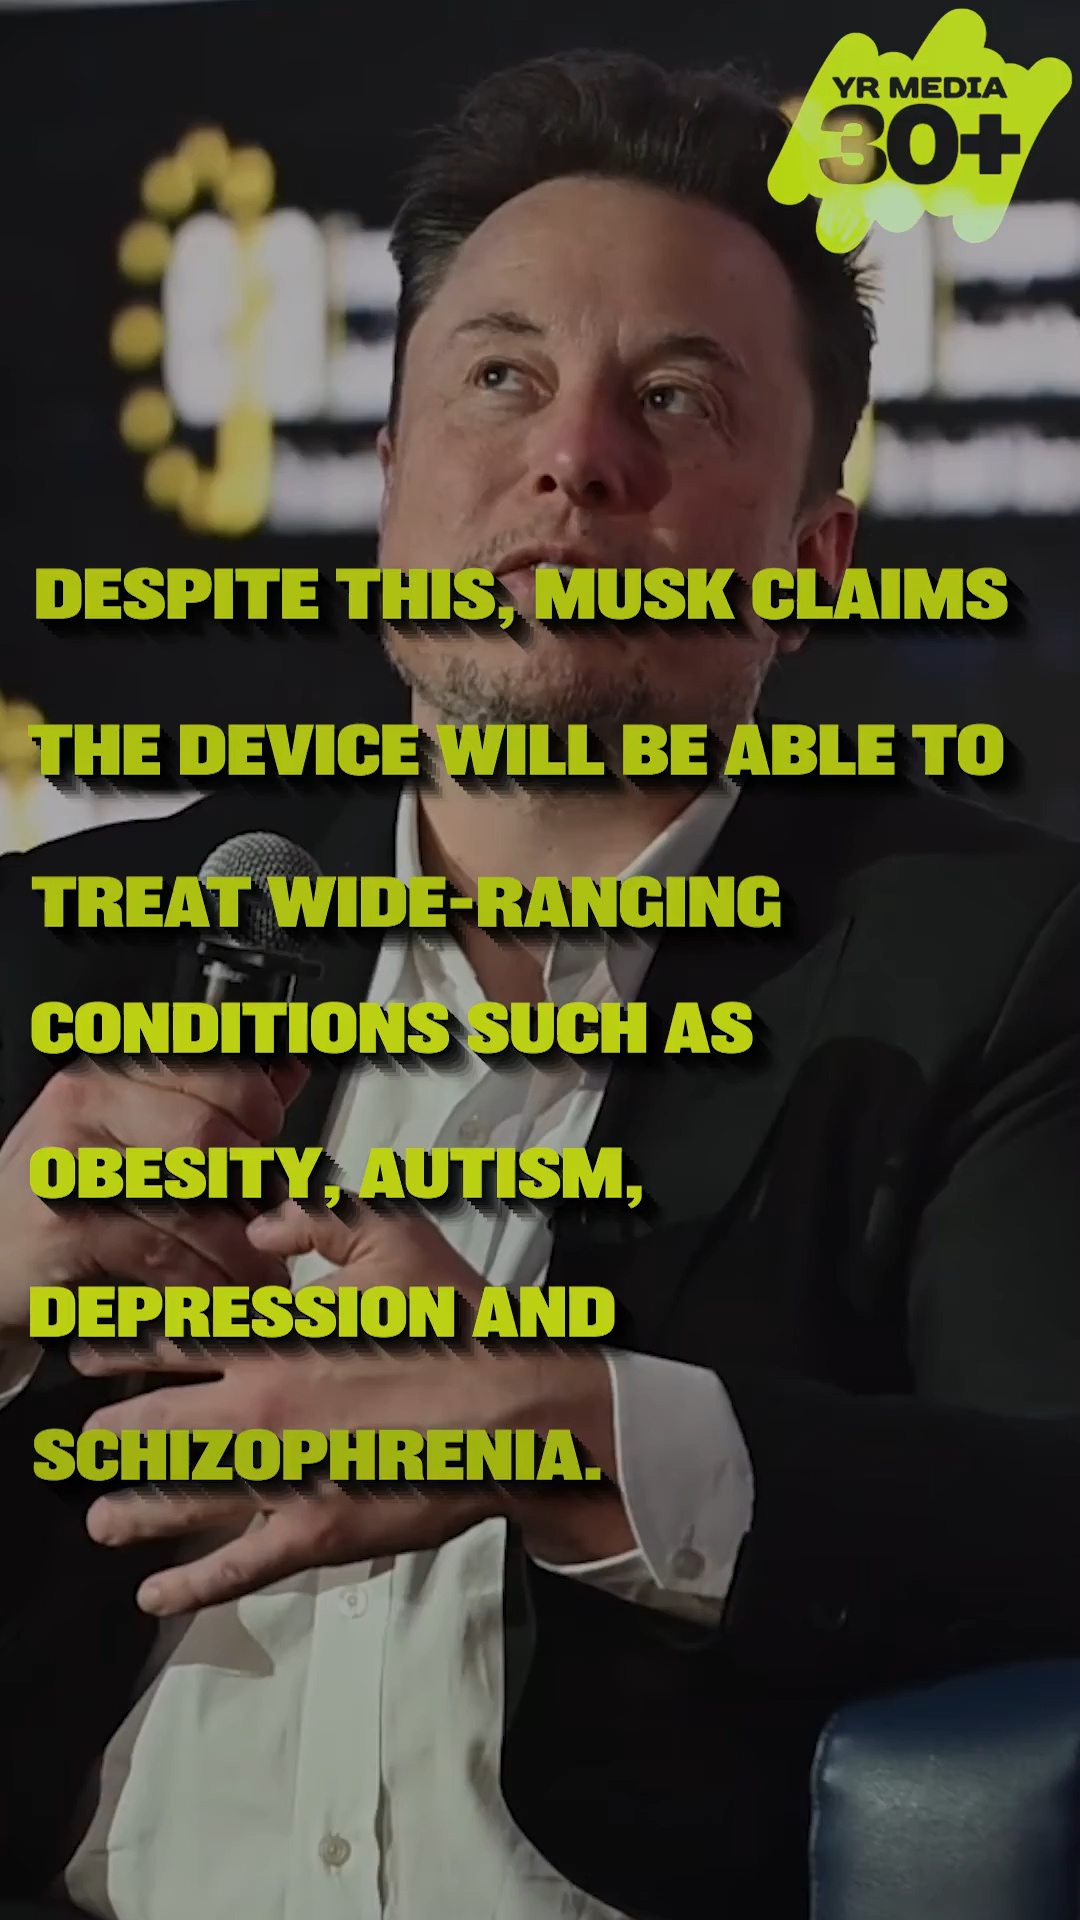 YR MEDIA
30+
DESPITE THIS, MUSK CLAIMS
THE DEVICE WILL BE ABLE TO
TREAT WIDE-RANGING
CONDITIONS SUCH AS
OBESITY, AUTISM,
DEPRESSION AND
SCHIZOPHRENIA.